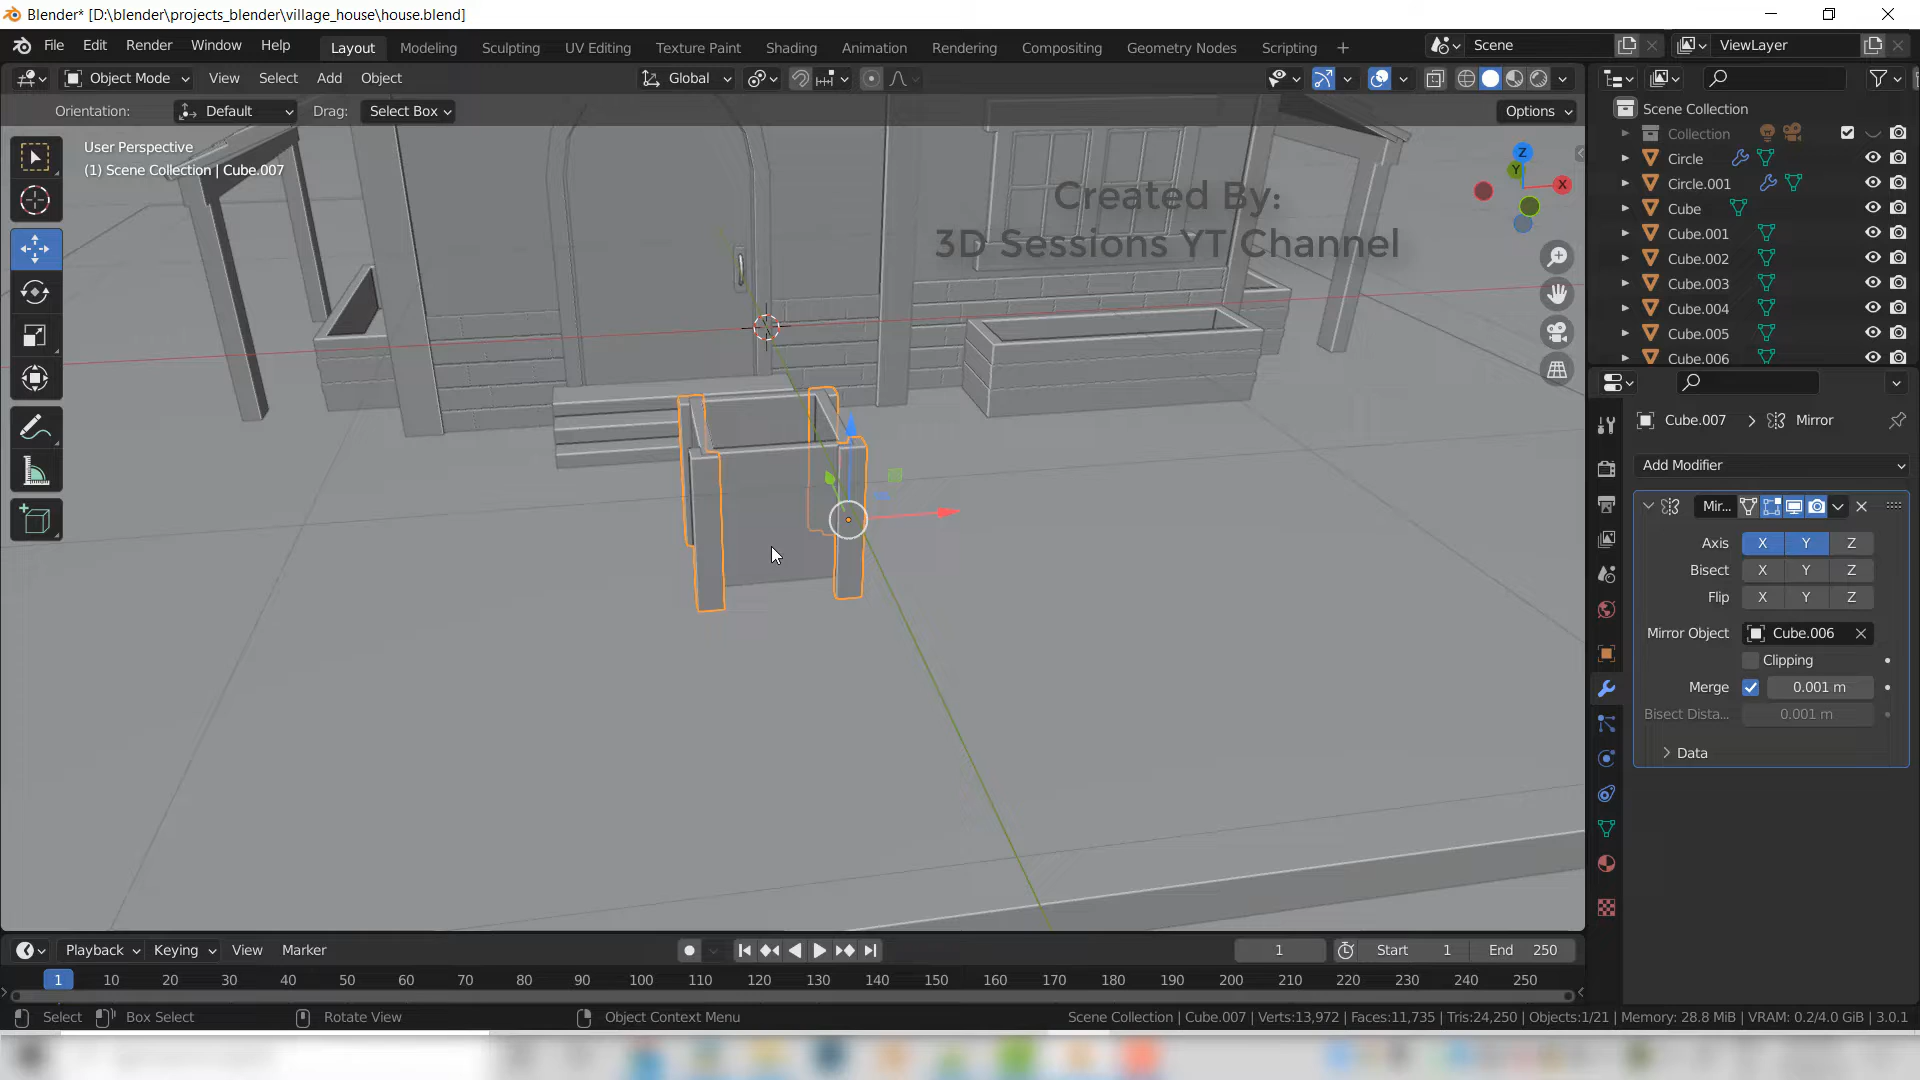 Blender* [D:\blender\projects_blender\village_house\house.blend]
File Edit Render Window Help
Layout Modeling Sculpting UV Editing Texture Paint Shading Animation Rendering Compositing Geometry Nodes Scripting +
Scene ViewLayer
Object Mode View Select Add Object Global
Orientation: Default Drag: Select Box Options
User Perspective
(1) Scene Collection | Cube.007
Created By:
3D Sessions YT Channel
Z
Y
X
Scene Collection
Collection
Circle
Circle.001
Cube
Cube.001
Cube.002
Cube.003
Cube.004
Cube.005
Cube.006
Cube.007 > Mirror
Add Modifier
Mir...
Axis X Y Z
Bisect X Y Z
Flip X Y Z
Mirror Object Cube.006
Clipping
Merge 0.001 m
Bisect Dista... 0.001 m
Data
Playback Keying View Marker
1 Start 1 End 250
1 10 20 30 40 50 60 70 80 90 100 110 120 130 140 150 160 170 180 190 200 210 220 230 240 250
Select Box Select Rotate View Object Context Menu
Scene Collection | Cube.007 | Verts:13,972 | Faces:11,735 | Tris:24,250 | Objects:1/21 | Memory: 28.8 MiB | VRAM: 0.2/4.0 GiB | 3.0.1